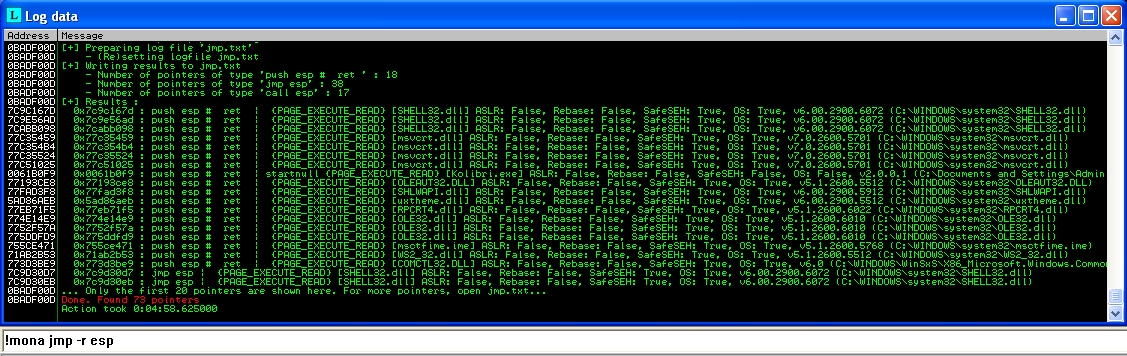 Log data
Address Message
0BADF00D [+] Preparing log file 'jmp.txt'
0BADF00D - (Re)setting logfile jmp.txt
0BADF00D [+] Writing results to jmp.txt
0BADF00D - Number of pointers of type 'push esp # ret ' : 18
0BADF00D - Number of pointers of type 'jmp esp' : 38
0BADF00D - Number of pointers of type 'call esp' : 17
0BADF00D [+] Results :
7C9C167D 0x7c9c167d : push esp # ret | {PAGE_EXECUTE_READ} [SHELL32.dll] ASLR: False, Rebase: False, SafeSEH: True, OS: True, v6.00.2900.6072 (C:\WINDOWS\system32\SHELL32.dll)
7C9E56AD 0x7c9e56ad : push esp # ret | {PAGE_EXECUTE_READ} [SHELL32.dll] ASLR: False, Rebase: False, SafeSEH: True, OS: True, v6.00.2900.6072 (C:\WINDOWS\system32\SHELL32.dll)
7CABB098 0x7cabb098 : push esp # ret | {PAGE_EXECUTE_READ} [SHELL32.dll] ASLR: False, Rebase: False, SafeSEH: True, OS: True, v6.00.2900.6072 (C:\WINDOWS\system32\SHELL32.dll)
77C35459 0x77c35459 : push esp # ret | {PAGE_EXECUTE_READ} [msvcrt.dll] ASLR: False, Rebase: False, SafeSEH: True, OS: True, v7.0.2600.5701 (C:\WINDOWS\system32\msvcrt.dll)
77C354B4 0x77c354b4 : push esp # ret | {PAGE_EXECUTE_READ} [msvcrt.dll] ASLR: False, Rebase: False, SafeSEH: True, OS: True, v7.0.2600.5701 (C:\WINDOWS\system32\msvcrt.dll)
77C35524 0x77c35524 : push esp # ret | {PAGE_EXECUTE_READ} [msvcrt.dll] ASLR: False, Rebase: False, SafeSEH: True, OS: True, v7.0.2600.5701 (C:\WINDOWS\system32\msvcrt.dll)
77C51025 0x77c51025 : push esp # ret | {PAGE_EXECUTE_READ} [msvcrt.dll] ASLR: False, Rebase: False, SafeSEH: True, OS: True, v7.0.2600.5701 (C:\WINDOWS\system32\msvcrt.dll)
0061B0F9 0x0061b0f9 : push esp # ret | startnull {PAGE_EXECUTE_READ} [Kolibri.exe] ASLR: False, Rebase: False, SafeSEH: False, OS: False, v2.0.0.1 (C:\Documents and Settings\Admin
77193CE8 0x77193ce8 : push esp # ret | {PAGE_EXECUTE_READ} [OLEAUT32.DLL] ASLR: False, Rebase: False, SafeSEH: True, OS: True, v5.1.2600.5512 (C:\WINDOWS\system32\OLEAUT32.DLL)
77FAD3F8 0x77fad3f8 : push esp # ret | {PAGE_EXECUTE_READ} [SHLWAPI.dll] ASLR: False, Rebase: False, SafeSEH: True, OS: True, v6.00.2900.5912 (C:\WINDOWS\system32\SHLWAPI.dll)
5AD86AEB 0x5ad86aeb : push esp # ret | {PAGE_EXECUTE_READ} [uxtheme.dll] ASLR: False, Rebase: False, SafeSEH: True, OS: True, v6.00.2900.5512 (C:\WINDOWS\system32\uxtheme.dll)
77EB71F5 0x77eb71f5 : push esp # ret | {PAGE_EXECUTE_READ} [RPCRT4.dll] ASLR: False, Rebase: False, SafeSEH: True, OS: True, v5.1.2600.6022 (C:\WINDOWS\system32\RPCRT4.dll)
774E14E9 0x774e14e9 : push esp # ret | {PAGE_EXECUTE_READ} [OLE32.dll] ASLR: False, Rebase: False, SafeSEH: True, OS: True, v5.1.2600.6010 (C:\WINDOWS\system32\OLE32.dll)
7752F57A 0x7752f57a : push esp # ret | {PAGE_EXECUTE_READ} [OLE32.dll] ASLR: False, Rebase: False, SafeSEH: True, OS: True, v5.1.2600.6010 (C:\WINDOWS\system32\OLE32.dll)
775DDFD9 0x775ddfd9 : push esp # ret | {PAGE_EXECUTE_READ} [OLE32.dll] ASLR: False, Rebase: False, SafeSEH: True, OS: True, v5.1.2600.6010 (C:\WINDOWS\system32\OLE32.dll)
755CE471 0x755ce471 : push esp # ret | {PAGE_EXECUTE_READ} [msctfime.ime] ASLR: False, Rebase: False, SafeSEH: True, OS: True, v5.1.2600.5768 (C:\WINDOWS\system32\msctfime.ime)
71AB2B53 0x71ab2b53 : push esp # ret | {PAGE_EXECUTE_READ} [WS2_32.dll] ASLR: False, Rebase: False, SafeSEH: True, OS: True, v5.1.2600.5512 (C:\WINDOWS\system32\WS2_32.dll)
773D3BE9 0x773d3be9 : push esp # ret | {PAGE_EXECUTE_READ} [COMCTL32.DLL] ASLR: False, Rebase: False, SafeSEH: True, OS: True, v6.0 (C:\WINDOWS\WinSxS\X86_Microsoft.Windows.Commo
7C9D30D7 0x7c9d30d7 : jmp esp | {PAGE_EXECUTE_READ} [SHELL32.dll] ASLR: False, Rebase: False, SafeSEH: True, OS: True, v6.00.2900.6072 (C:\WINDOWS\system32\SHELL32.dll)
7C9D30EB 0x7c9d30eb : jmp esp | {PAGE_EXECUTE_READ} [SHELL32.dll] ASLR: False, Rebase: False, SafeSEH: True, OS: True, v6.00.2900.6072 (C:\WINDOWS\system32\SHELL32.dll)
0BADF00D ... Only the first 20 pointers are shown here. For more pointers, open jmp.txt...
0BADF00D Done. Found 73 pointers
Action took 0:04:58.625000
!mona jmp -r esp